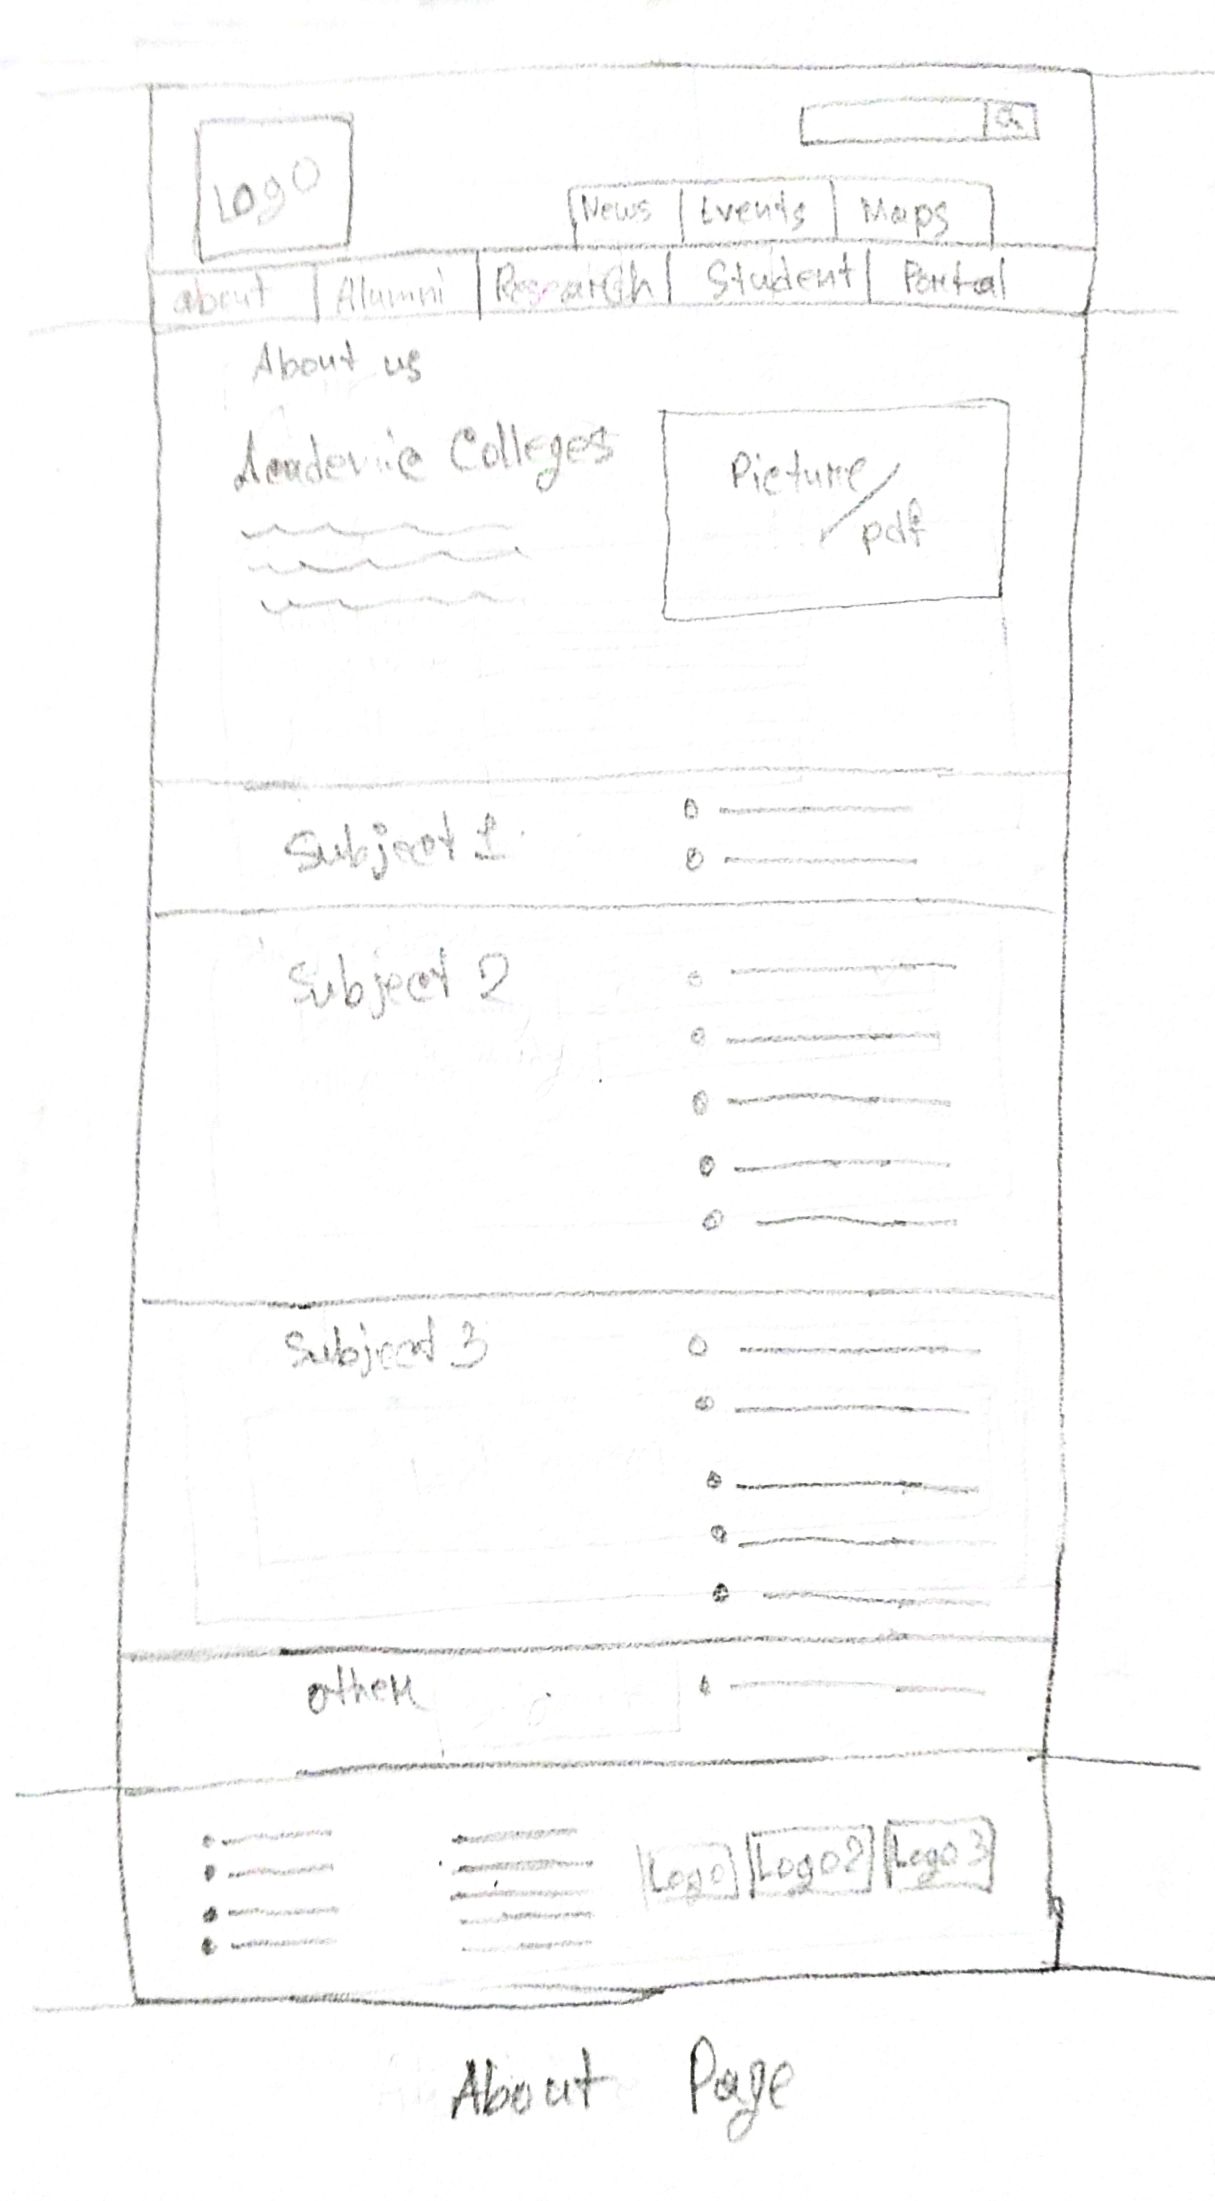 Logo
News Events Maps
about Alumni Research Student Portal
About us
Academic Colleges
Picture/
pdf
Subject 1
Subject 2
Subject 3
other
Logo Logo2 Logo 3
About Page